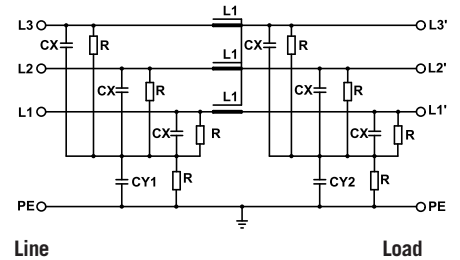 L1
L3 L3'
CX R CX R
L1
L2 L2'
CX R CX R
L1
L1 L1'
CX R CX R
CY1 R CY2 R
PE PE
Line Load